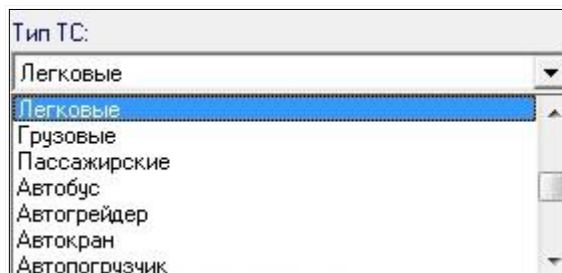 Тип ТС:
Легковые
Легковые
Грузовые
Пассажирские
Автобус
Автогрейдер
Автокран
Автопогрузчик